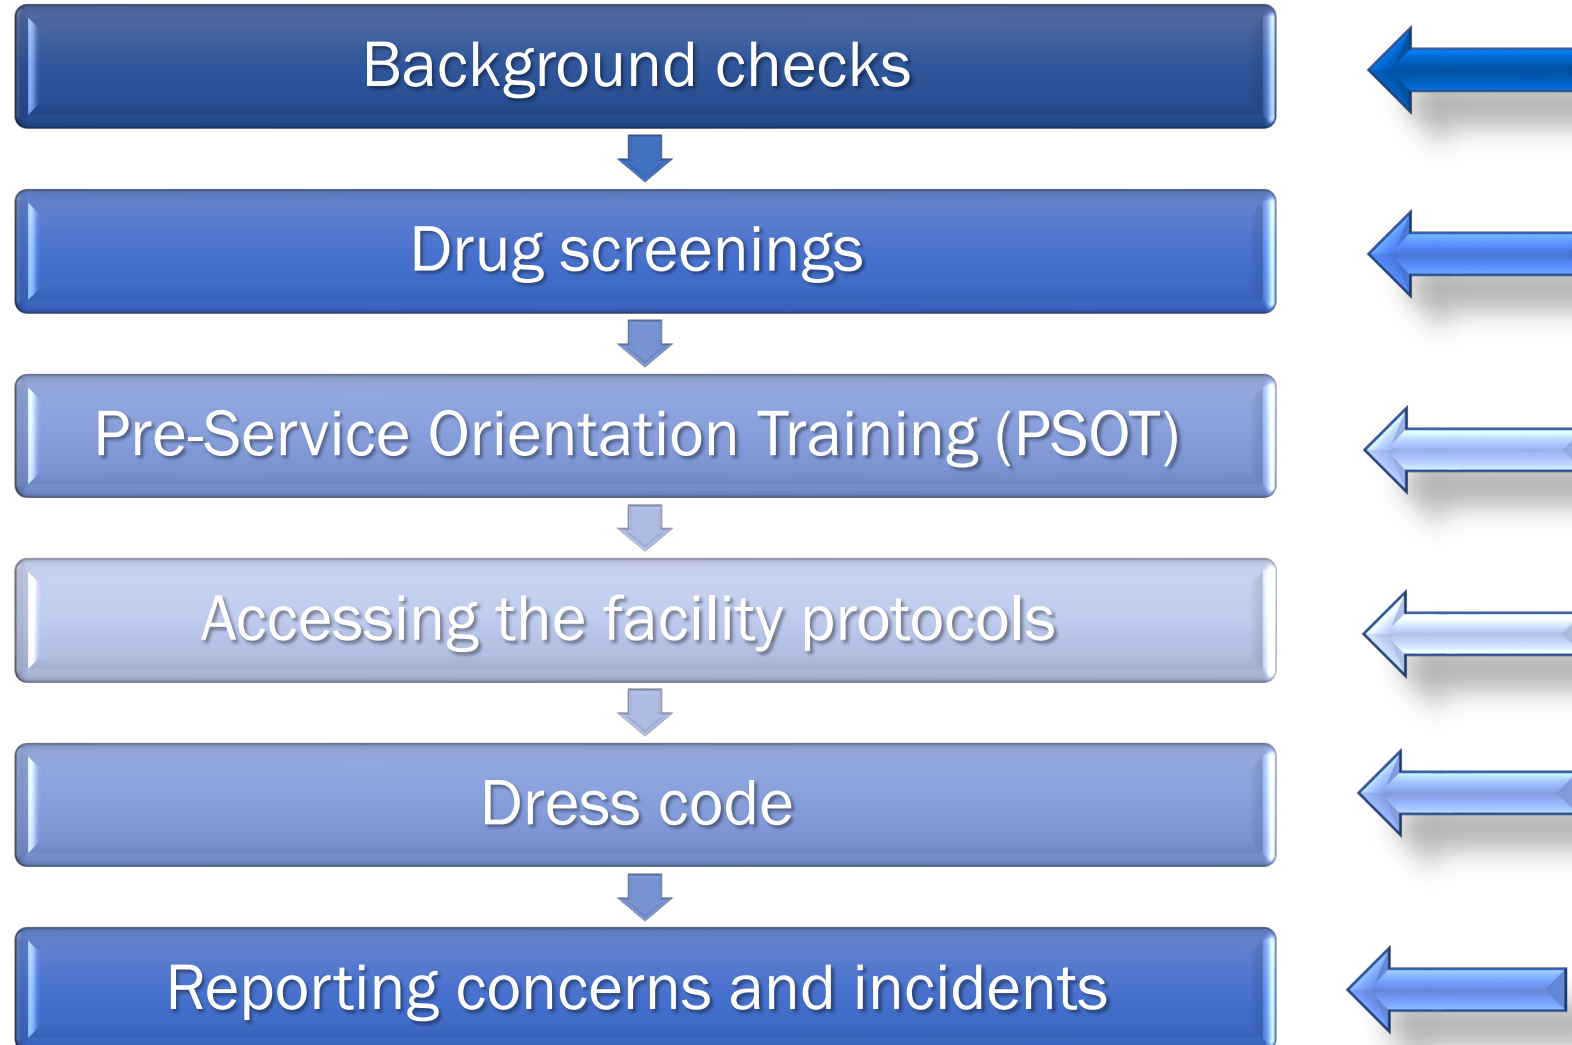 Background checks
Drug screenings
Pre-Service Orientation Training (PSOT)
Accessing the facility protocols
Dress code
Reporting concerns and incidents